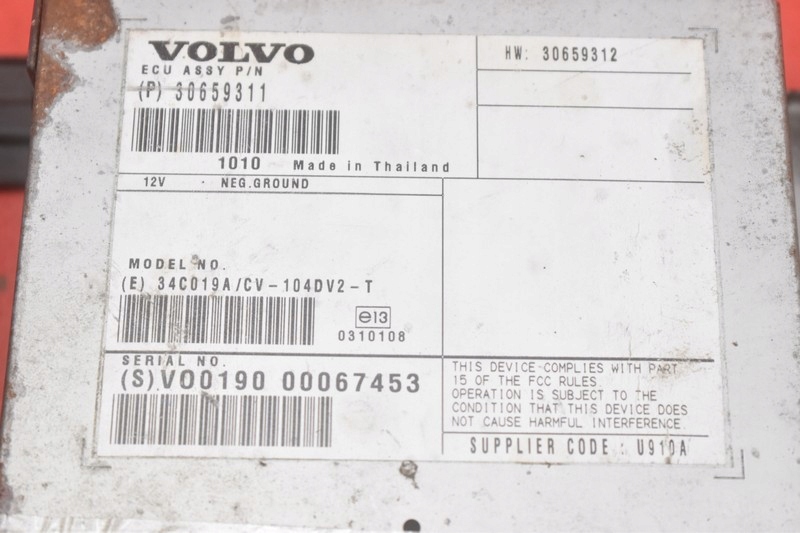 VOLVO
ECU ASSY P/N
(P) 30659311
1010 Made in Thailand
HW: 30659312
12V · NEG.GROUND
MODEL NO.
(E) 34C019A/CV-104DV2-T
e13
0310108
SERIAL NO.
(S)VO0190 00067453
THIS DEVICE COMPLIES WITH PART
15 OF THE FCC RULES
OPERATION IS SUBJECT TO THE
CONDITION THAT THIS DEVICE DOES
NOT CAUSE HARMFUL INTERFERENCE.
SUPPLIER CODE : U910A